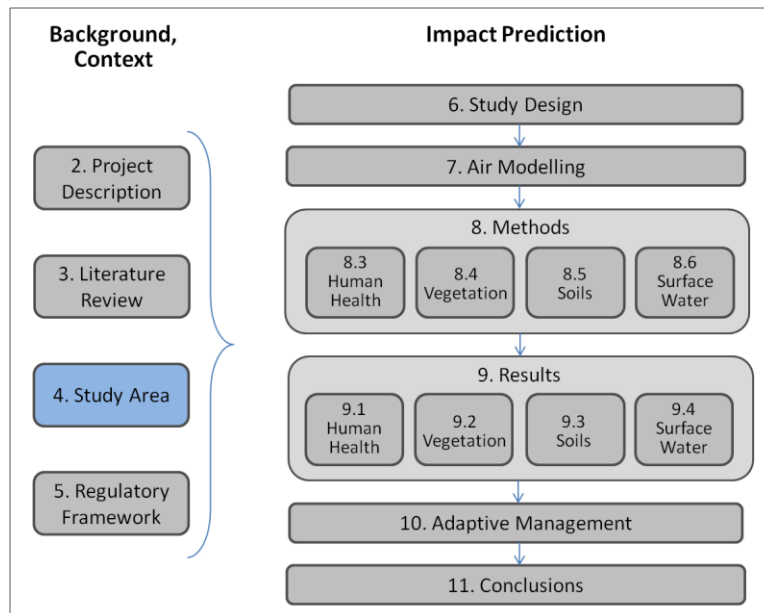 Background,
Context
Impact Prediction
2. Project
Description
3. Literature
Review
4. Study Area
5. Regulatory
Framework
6. Study Design
7. Air Modelling
8. Methods
8.3
Human
Health
8.4
Vegetation
8.5
Soils
8.6
Surface
Water
9. Results
9.1
Human
Health
9.2
Vegetation
9.3
Soils
9.4
Surface
Water
10. Adaptive Management
11. Conclusions